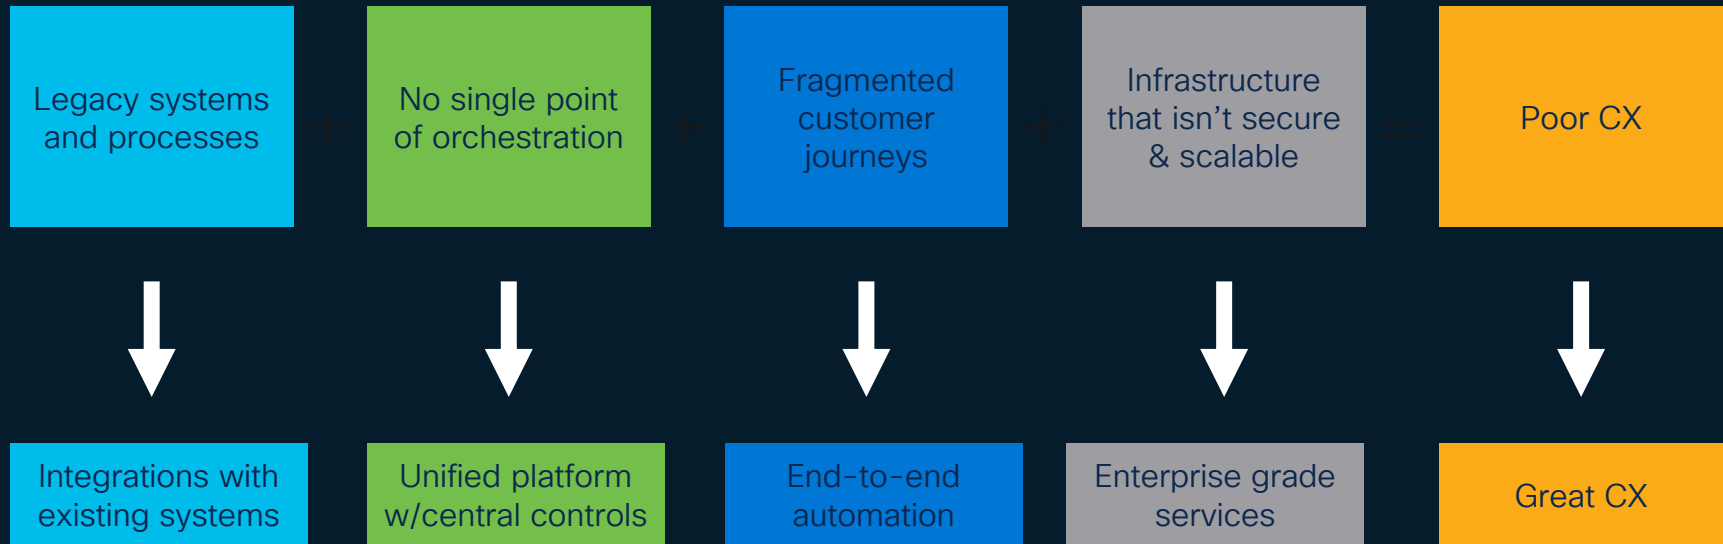 Legacy systems
and processes
+
No single point
of orchestration
+
Fragmented
customer
journeys
+
Infrastructure
that isn’t secure
& scalable
=
Poor CX
Integrations with
existing systems
Unified platform
w/central controls
End-to-end
automation
Enterprise grade
services
Great CX